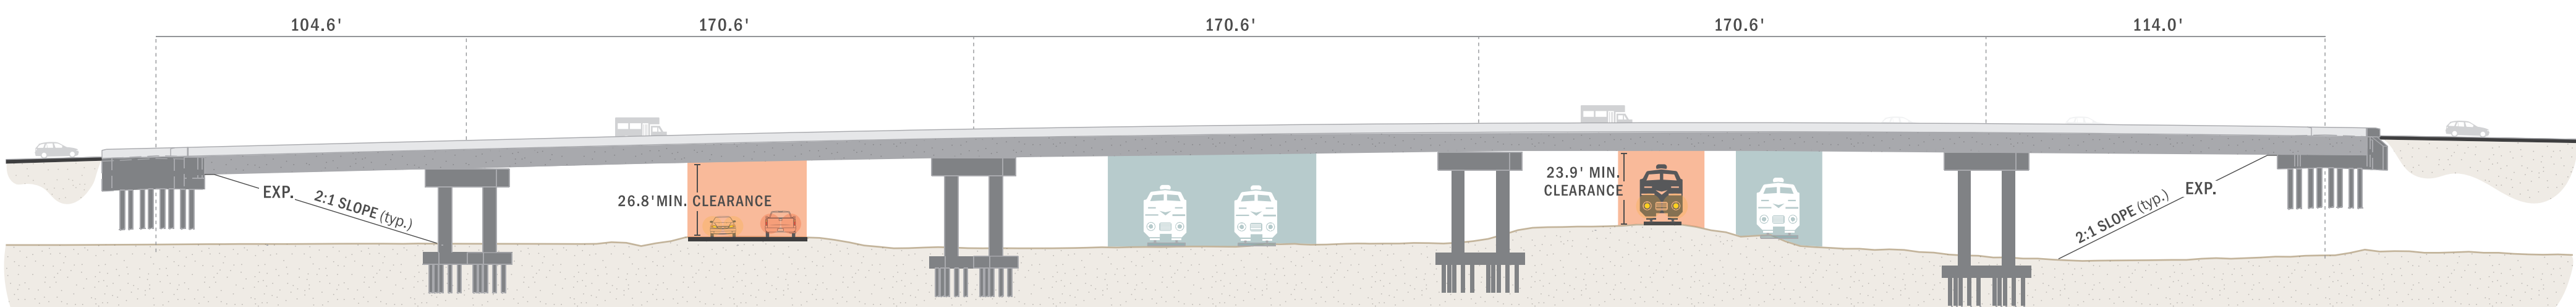 104.6'
170.6'
170.6'
170.6'
114.0'
EXP.
2:1 SLOPE (typ.)
26.8'MIN. CLEARANCE
23.9' MIN.
CLEARANCE
2:1 SLOPE (typ.)
EXP.